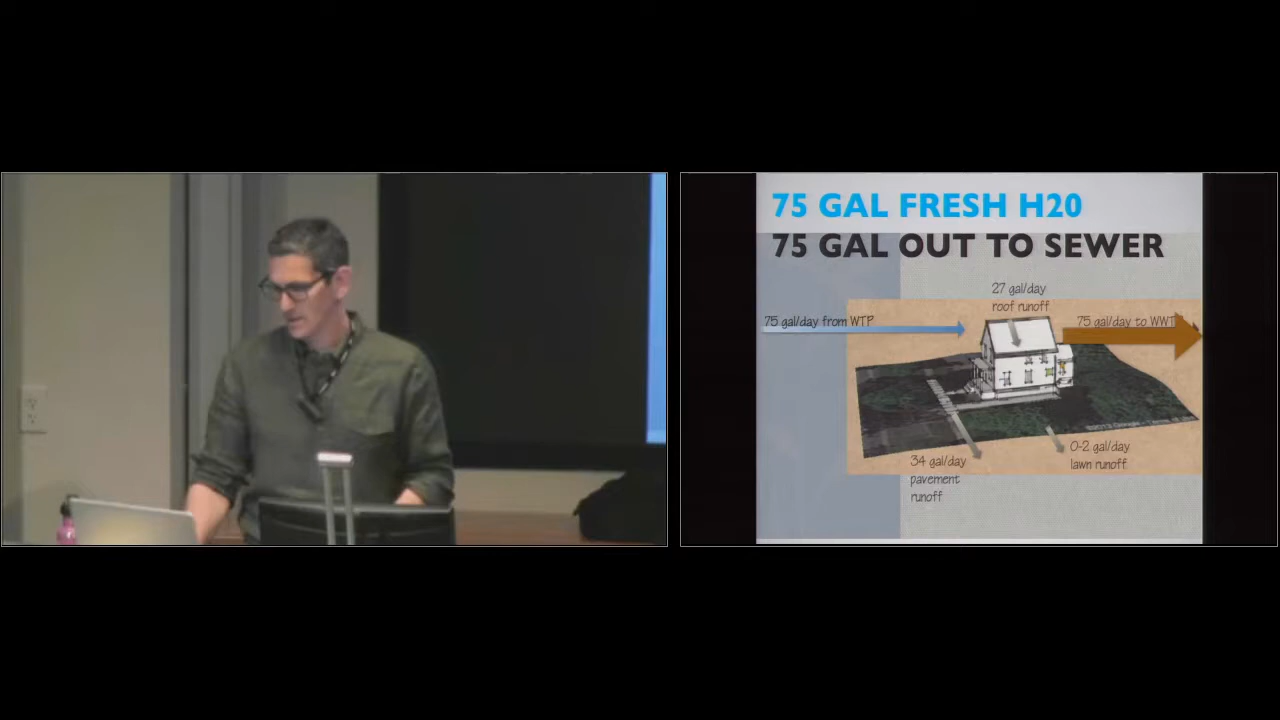 75 GAL FRESH H20
75 GAL OUT TO SEWER
27 gal/day
roof runoff
75 gal/day from WTP
75 gal/day to WWT
34 gal/day
pavement
runoff
0-2 gal/day
lawn runoff